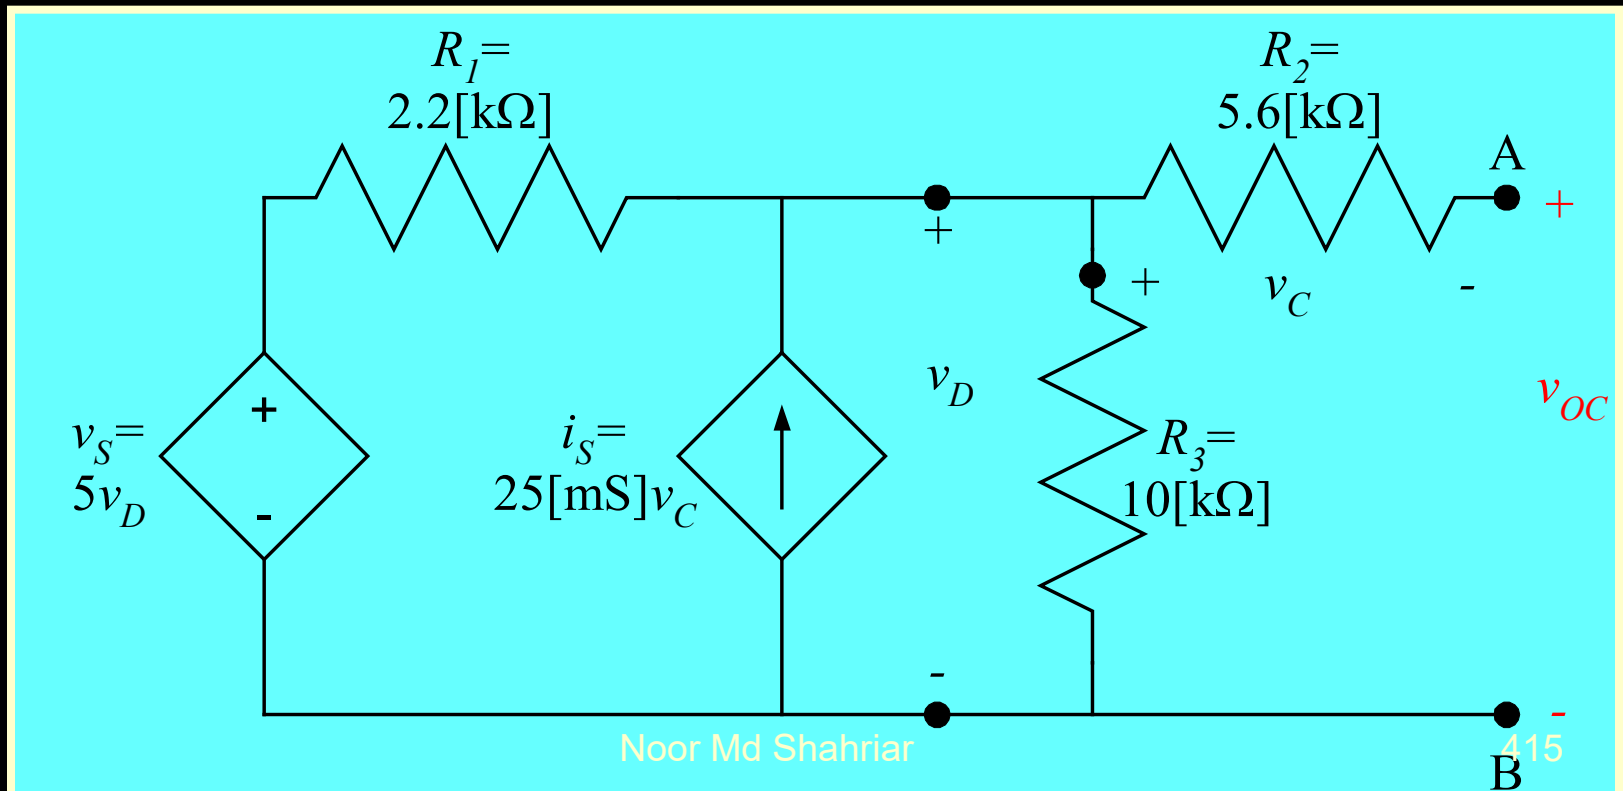 R1=
2.2[kΩ]
R2=
5.6[kΩ]
A
+
+
+
vC
-
vD
vOC
+
vS=
5vD
-
iS=
25[mS]vC
R3=
10[kΩ]
-
-
Noor Md Shahriar
415
B